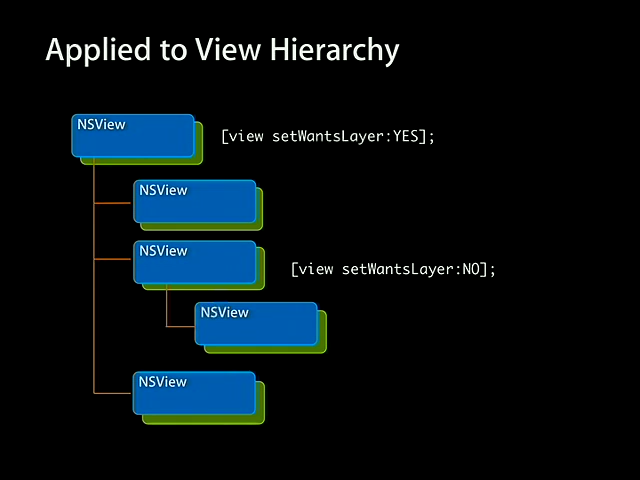 Applied to View Hierarchy
NSView
[view setWantsLayer:YES];
NSView
NSView
[view setWantsLayer:NO];
NSView
NSView